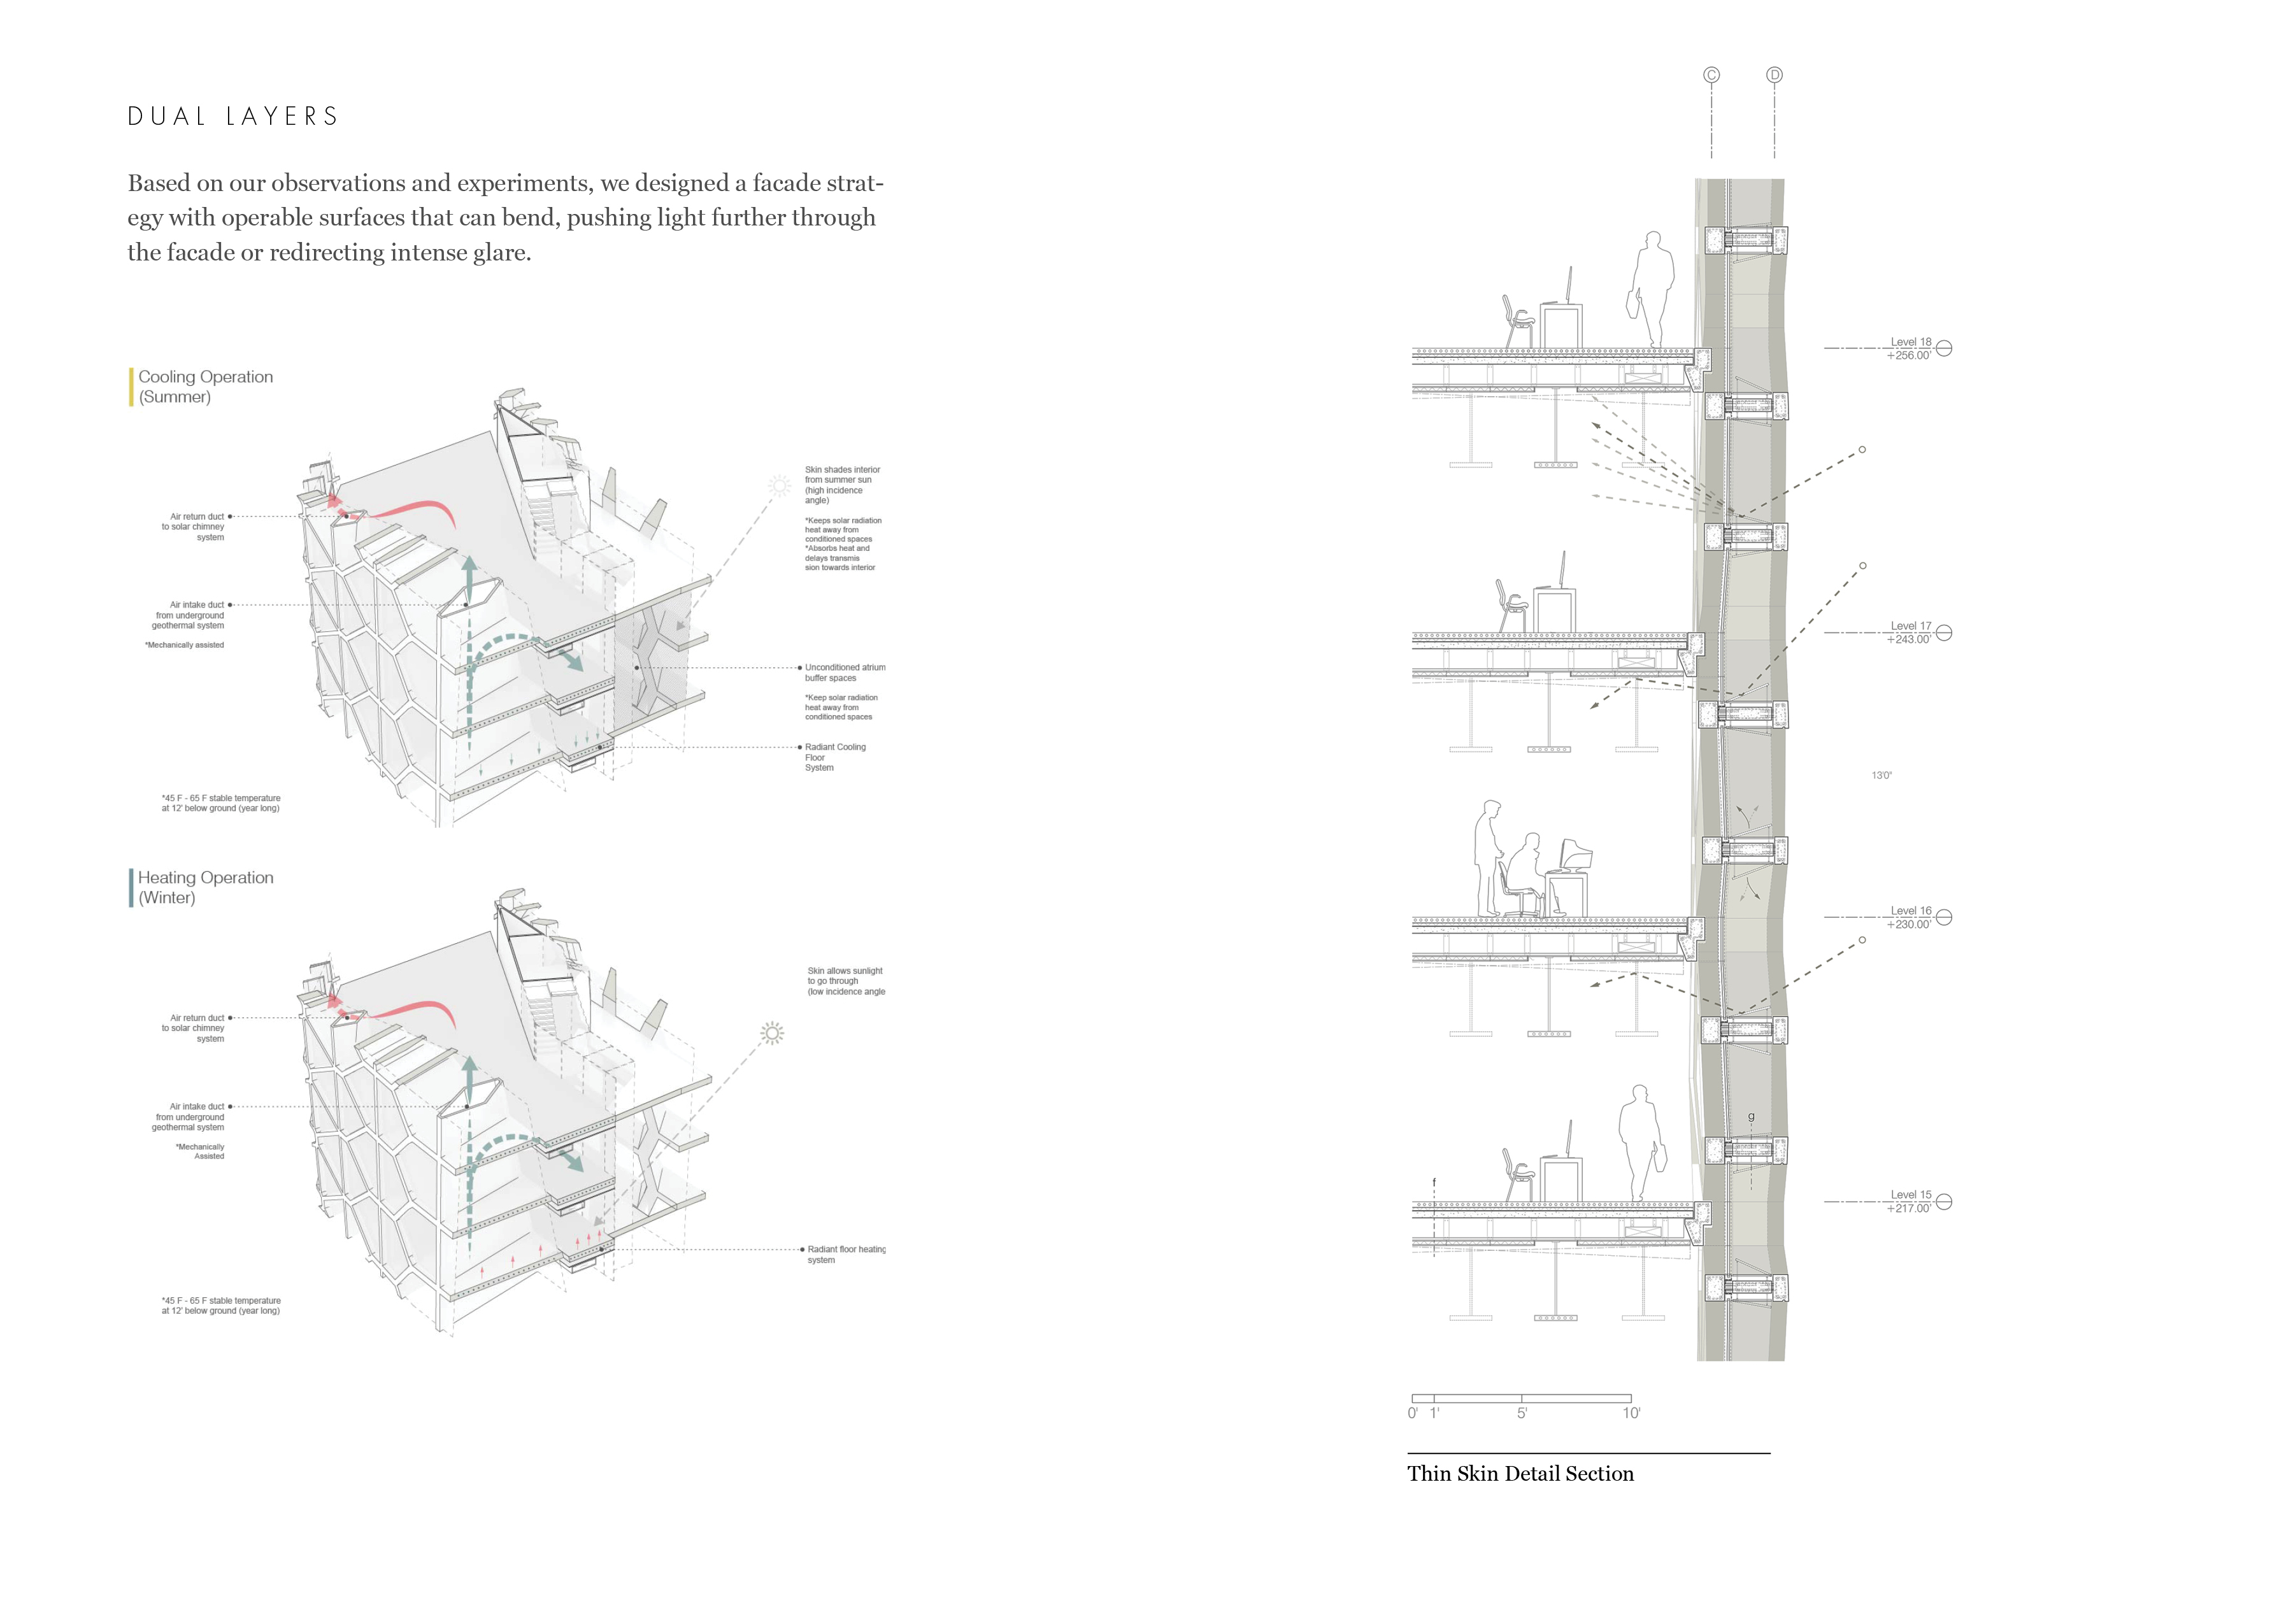 DUAL LAYERS
Based on our observations and experiments, we designed a facade strat-
egy with operable surfaces that can bend, pushing light further through
the facade or redirecting intense glare.
Cooling Operation
(Summer)
Air return duct
to solar chimney
system
Air intake duct
from underground
geothermal system
*Mechanically assisted
*45 F - 65 F stable temperature
at 12' below ground (year long)
Skin shades interior
from summer sun
(high incidence
angle)
*Keeps solar radiation
heat away from
conditioned spaces
*Absorbs heat and
delays transmis
sion towards interior
Unconditioned atrium
buffer spaces
*Keep solar radiation
heat away from
conditioned spaces
Radiant Cooling
Floor
System
Heating Operation
(Winter)
Air return duct
to solar chimney
system
Air intake duct
from underground
geothermal system
*Mechanically
Assisted
*45 F - 65 F stable temperature
at 12' below ground (year long)
Skin allows sunlight
to go through
(low incidence angle
Radiant floor heating
system
C
D
Level 18
+256.00'
Level 17
+243.00'
13'0"
Level 16
+230.00'
g
f
Level 15
+217.00'
0' 1' 5' 10'
Thin Skin Detail Section